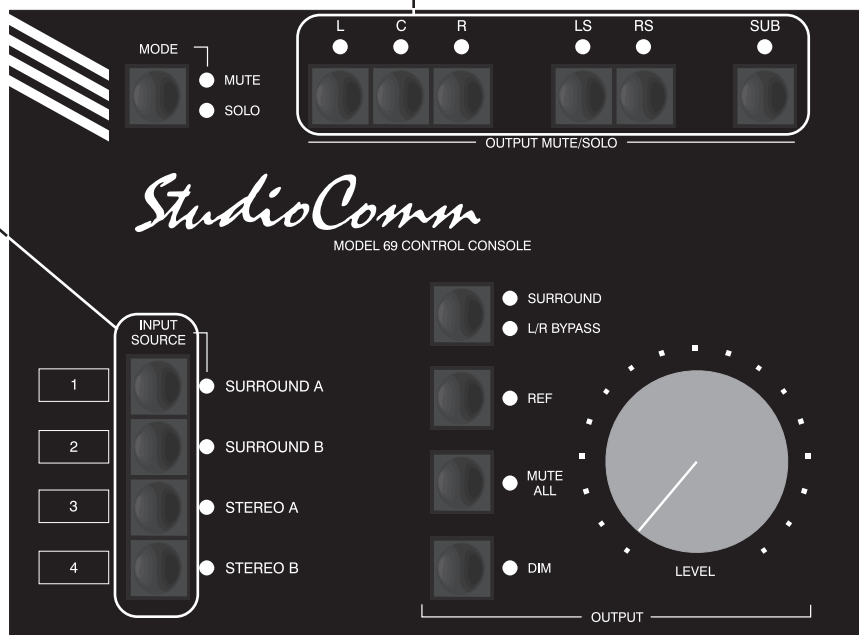 L C R LS RS SUB
MODE
MUTE
SOLO
OUTPUT MUTE/SOLO
StudioComm
MODEL 69 CONTROL CONSOLE
INPUT
SOURCE
1 SURROUND A
2 SURROUND B
3 STEREO A
4 STEREO B
SURROUND
L/R BYPASS
REF
MUTE
ALL
DIM
LEVEL
OUTPUT